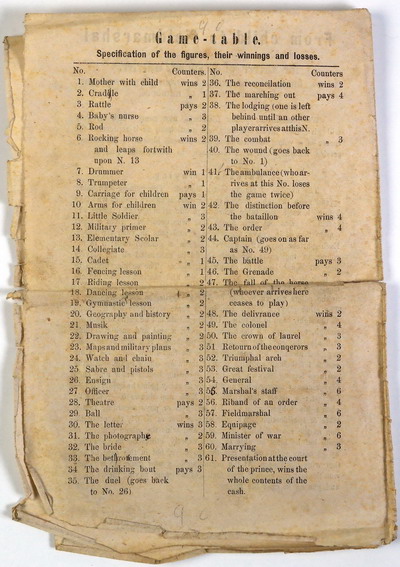 Game-table.
Specification of the figures, their winnings and losses.
No. Counters.
1. Mother with child wins 2
2. Cradle „ 1
3 Rattle pays 2
4. Baby's nurse „ 3
5. Rod „ 2
6. Rocking horse wins 2
and leaps fortwith
upon N. 13
7. Drummer win 1
8. Trumpeter „ 1
9. Carriage for children pays 1
10 Arms for children win 2
11. Little Soldier „ 3
12. Military primer „ 2
13. Elementary Scolar „ 2
14 Collegiate „ 3
15. Cadet „ 1
16. Fencing lesson „ 1
17 Riding lesson „ 2
18. Dancing lesson „ 2
19. Gymnastic lesson „ 2
20. Geography and history „ 2
21 Musik „ 2
22. Drawing and painting „ 2
23. Maps and military plans „ 3
24. Watch and chain „ 3
25. Sabre and pistols „ 3
26. Ensign „ 3
27 Officer „ 3
28. Theatre pays 2
29 Ball „ 3
30. The letter wins 3
31. The photography „ 2
32. The bride „ 3
33. The bethrotement „ 3
34 The drinking bout pays 3
35. The duel (goes back
to No. 26)
No. Counters
36. The reconcilation wins 2
37. The marching out pays 4
38. The lodging (one is left
behind until an other
player arrives at this N.
39. The combat „ 3
40. The wound (goes back
to No. 1)
41. The ambulance (who ar-
rives at this No. loses
the game twice)
42. The distinction before
the bataillon wins 4
43. The order „ 4
44. Captain (goes on as far
as No. 49)
45. The battle pays 3
46. The Grenade „ 2
47. The fall of the horse
(whoever arrives here
ceases to play)
48. The delivrance wins 2
49. The colonel „ 4
50. The crown of laurel „ 3
51 Retourn of the conqerors „ 3
52. Triumphal arch „ 2
53. Great festival „ 2
54. General „ 4
55. Marshal's staff „ 4
56. Riband of an order „ 4
57. Fieldmarshal „ 6
58. Equipage „ 2
59. Minister of war „ 6
60. Marrying „ 3
61. Presentation at the court
of the prince, wins the
whole contents of the
cash.